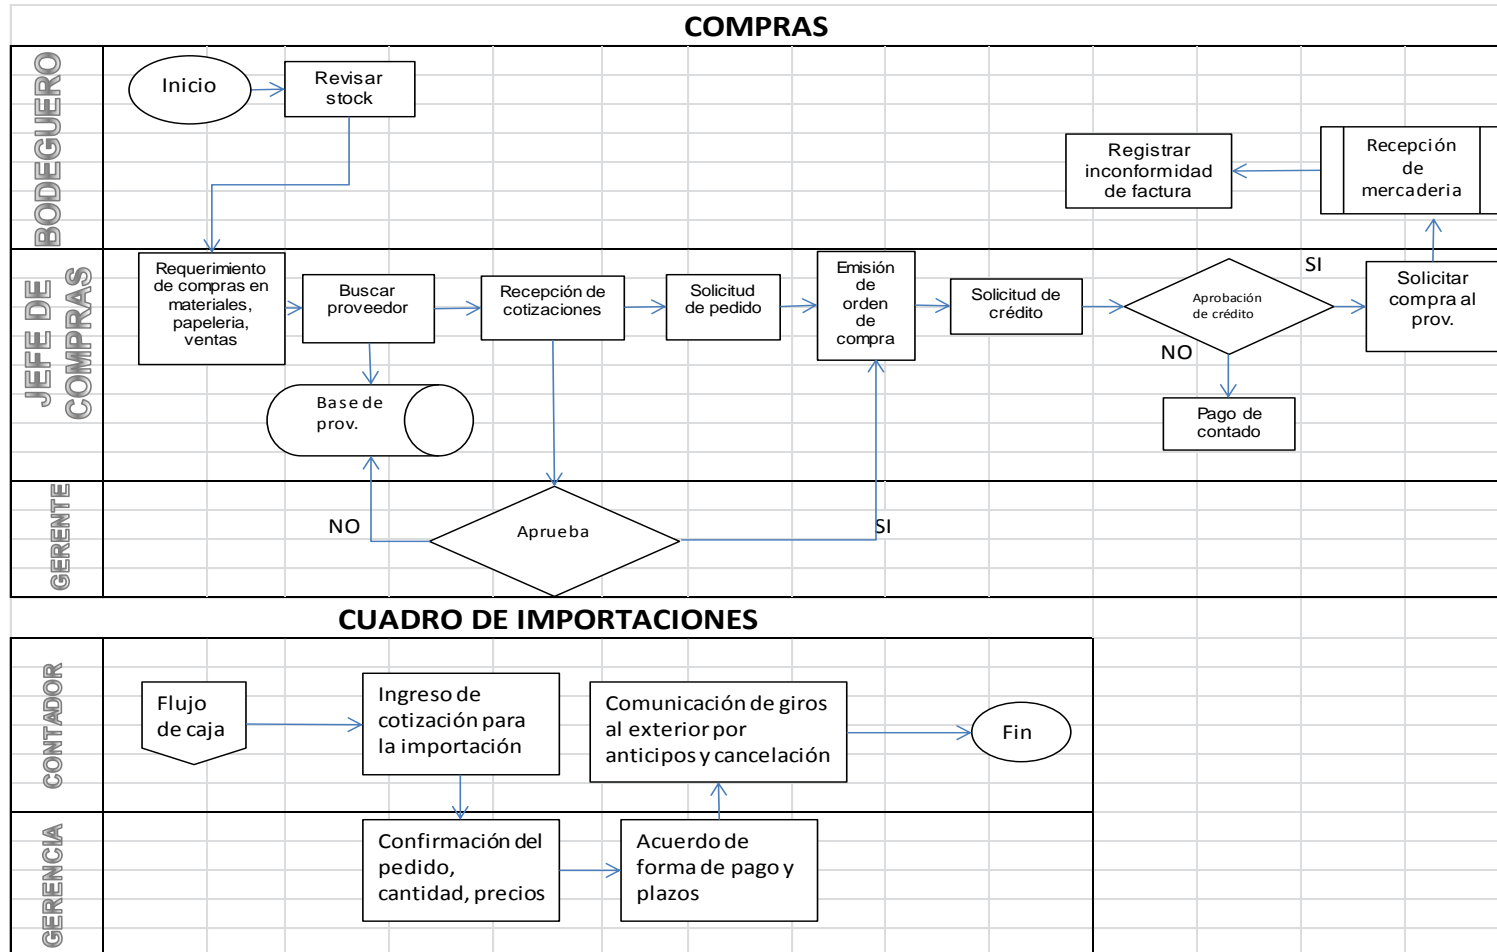 COMPRAS
BODEGUERO
Inicio
Revisar
stock
Registrar
inconformidad
de factura
Recepción
de
mercaderia
JEFE DE
COMPRAS
Requerimiento
de compras en
materiales,
papeleria,
ventas
Buscar
proveedor
Recepción de
cotizaciones
Solicitud
de pedido
Emisión
de
orden
de
compra
Solicitud de
crédito
Aprobación
de crédito
SI
NO
Solicitar
compra al
prov.
Base de
prov.
Pago de
contado
GERENTE
NO
Aprueba
SI
CUADRO DE IMPORTACIONES
CONTADOR
Flujo
de caja
Ingreso de
cotización para
la importación
Comunicación de giros
al exterior por
anticipos y cancelación
Fin
GERENCIA
Confirmación del
pedido,
cantidad, precios
Acuerdo de
forma de pago y
plazos